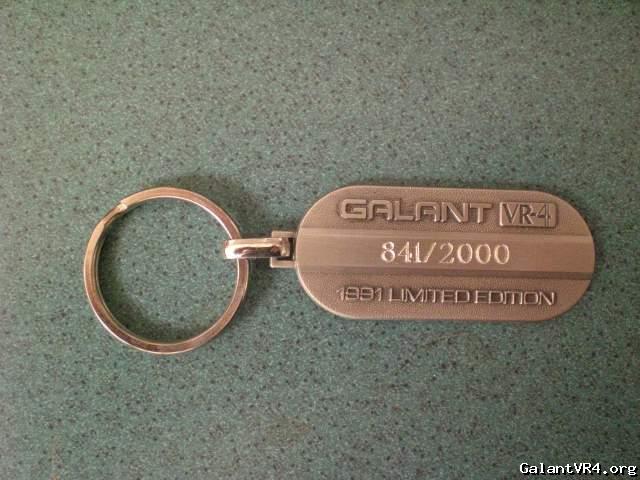 GALANT VR-4
841/2000
1991 LIMITED EDITION
GalantVR4.org